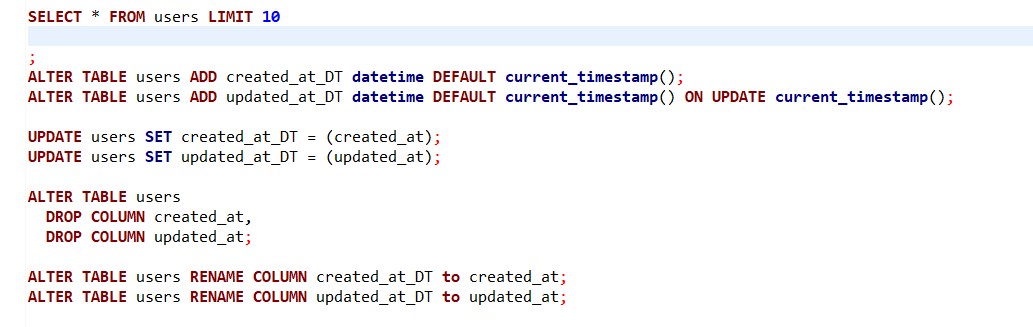 SELECT * FROM users LIMIT 10
;
ALTER TABLE users ADD created_at_DT datetime DEFAULT current_timestamp();
ALTER TABLE users ADD updated_at_DT datetime DEFAULT current_timestamp() ON UPDATE current_timestamp();
UPDATE users SET created_at_DT = (created_at);
UPDATE users SET updated_at_DT = (updated_at);
ALTER TABLE users
DROP COLUMN created_at,
DROP COLUMN updated_at;
ALTER TABLE users RENAME COLUMN created_at_DT to created_at;
ALTER TABLE users RENAME COLUMN updated_at_DT to updated_at;